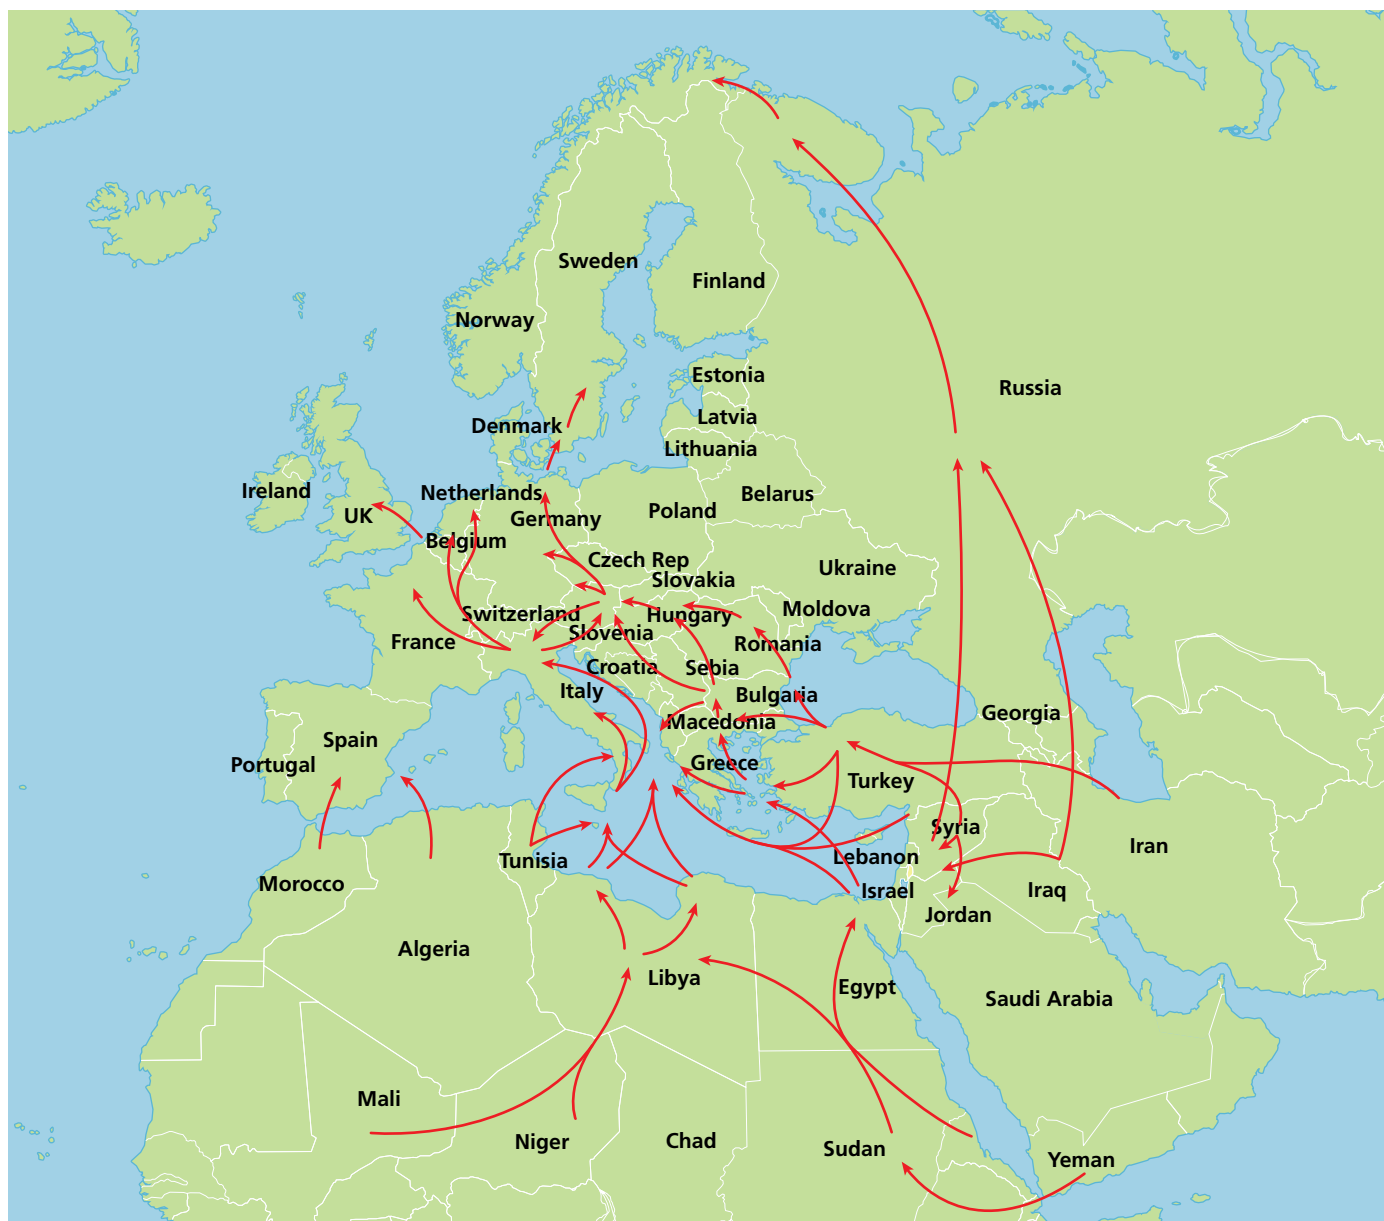 Sweden
Finland
Norway
Estonia
Russia
Latvia
Denmark
Lithuania
Ireland
Netherlands
Belarus
UK
Germany
Poland
Belgium
Czech Rep
Ukraine
Slovakia
Moldova
Switzerland
Hungary
Slovenia
France
Romania
Croatia
Sebia
Italy
Bulgaria
Georgia
Macedonia
Spain
Portugal
Greece
Turkey
Syria
Iran
Lebanon
Tunisia
Morocco
Israel
Iraq
Jordan
Algeria
Libya
Egypt
Saudi Arabia
Mali
Niger
Chad
Sudan
Yeman